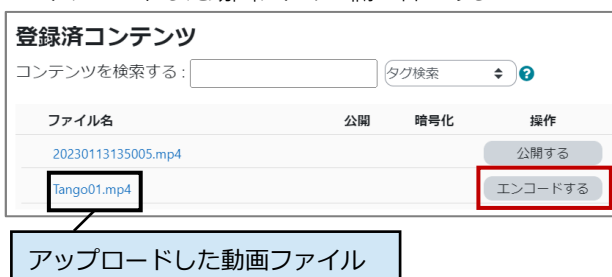 登録済コンテンツ
コンテンツを検索する : タグ検索
ファイル名 公開 暗号化 操作
20230113135005.mp4 公開する
Tango01.mp4 エンコードする
アップロードした動画ファイル